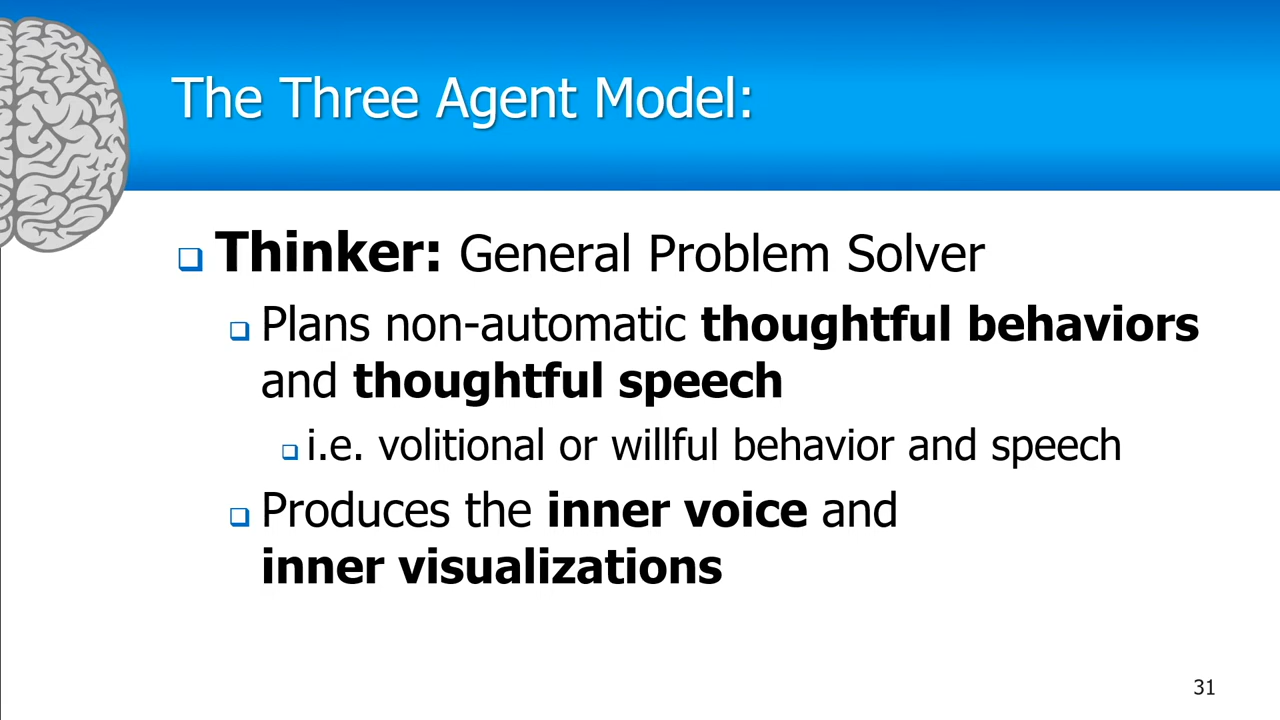 The Three Agent Model:
Thinker: General Problem Solver
Plans non-automatic thoughtful behaviors
and thoughtful speech
i.e. volitional or willful behavior and speech
Produces the inner voice and
inner visualizations
31